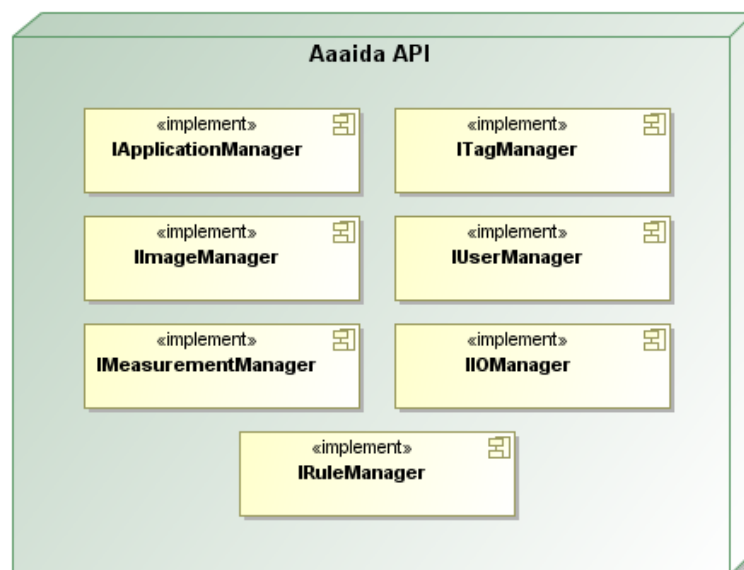 Aaaida API
«implement»
IApplicationManager
«implement»
ITagManager
«implement»
IImageManager
«implement»
IUserManager
«implement»
IMeasurementManager
«implement»
IIOManager
«implement»
IRuleManager